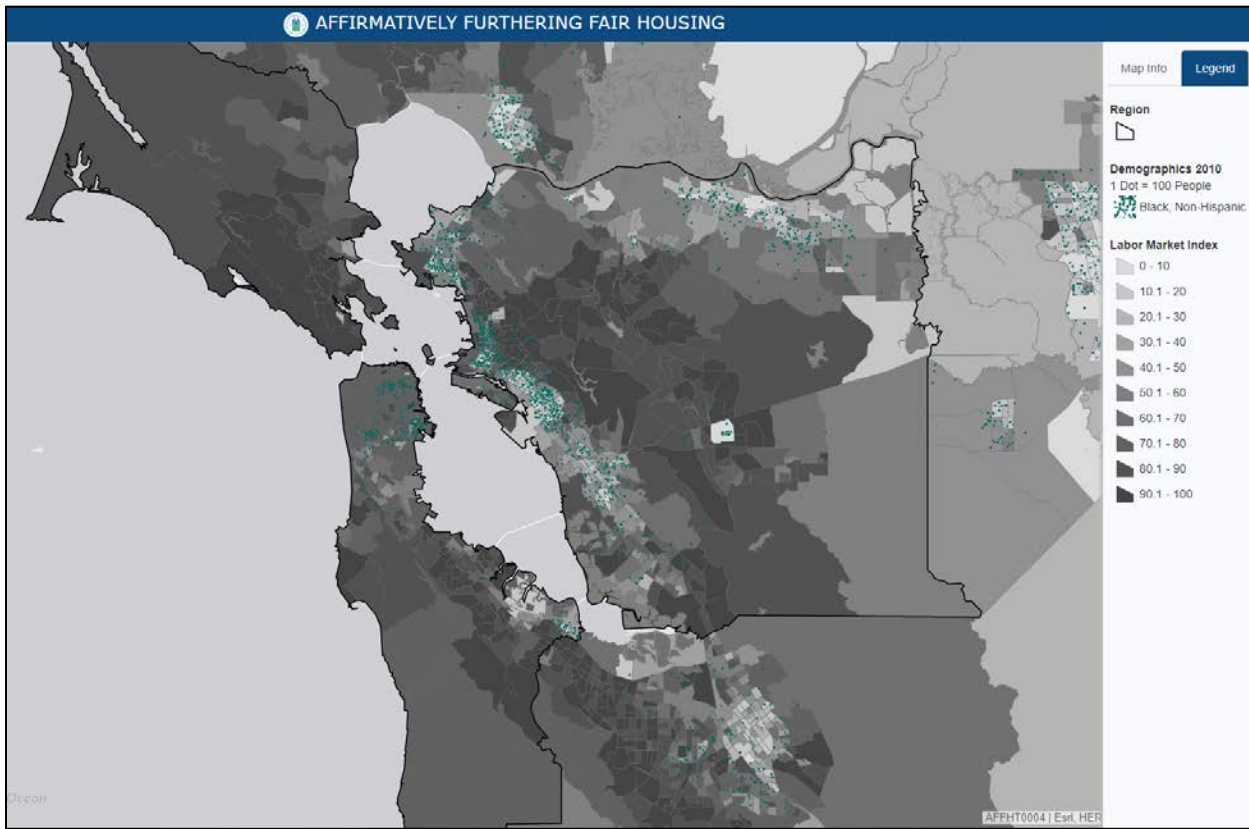 AFFIRMATIVELY FURTHERING FAIR HOUSING
Map Info
Legend
Region
Demographics 2010
1 Dot = 100 People
Black, Non-Hispanic
Labor Market Index
0 - 10
10.1 - 20
20.1 - 30
30.1 - 40
40.1 - 50
50.1 - 60
60.1 - 70
70.1 - 80
80.1 - 90
90.1 - 100
Ocean
AFFHT0004 | Esri, HER